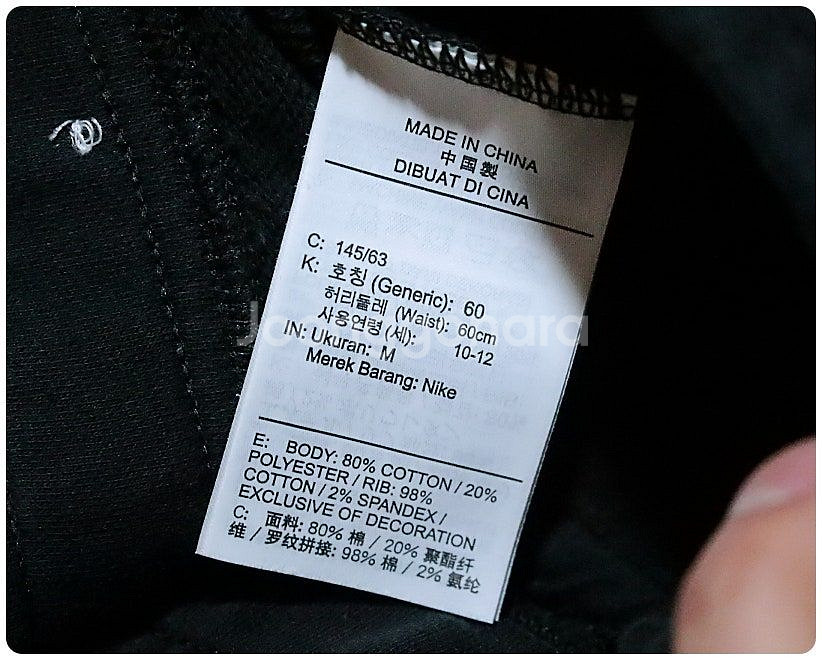 MADE IN CHINA
中国製
DIBUAT DI CINA
C: 145/63
K: 호칭 (Generic): 60
허리둘레 (Waist): 60cm
사용연령 (세): 10-12
IN: Ukuran: M
Merek Barang: Nike
E: BODY: 80% COTTON / 20%
POLYESTER / RIB: 98%
COTTON / 2% SPANDEX /
EXCLUSIVE OF DECORATION
C: 面料: 80% 棉 / 20% 聚酯纤
维 / 罗纹拼接: 98% 棉 / 2% 氨纶